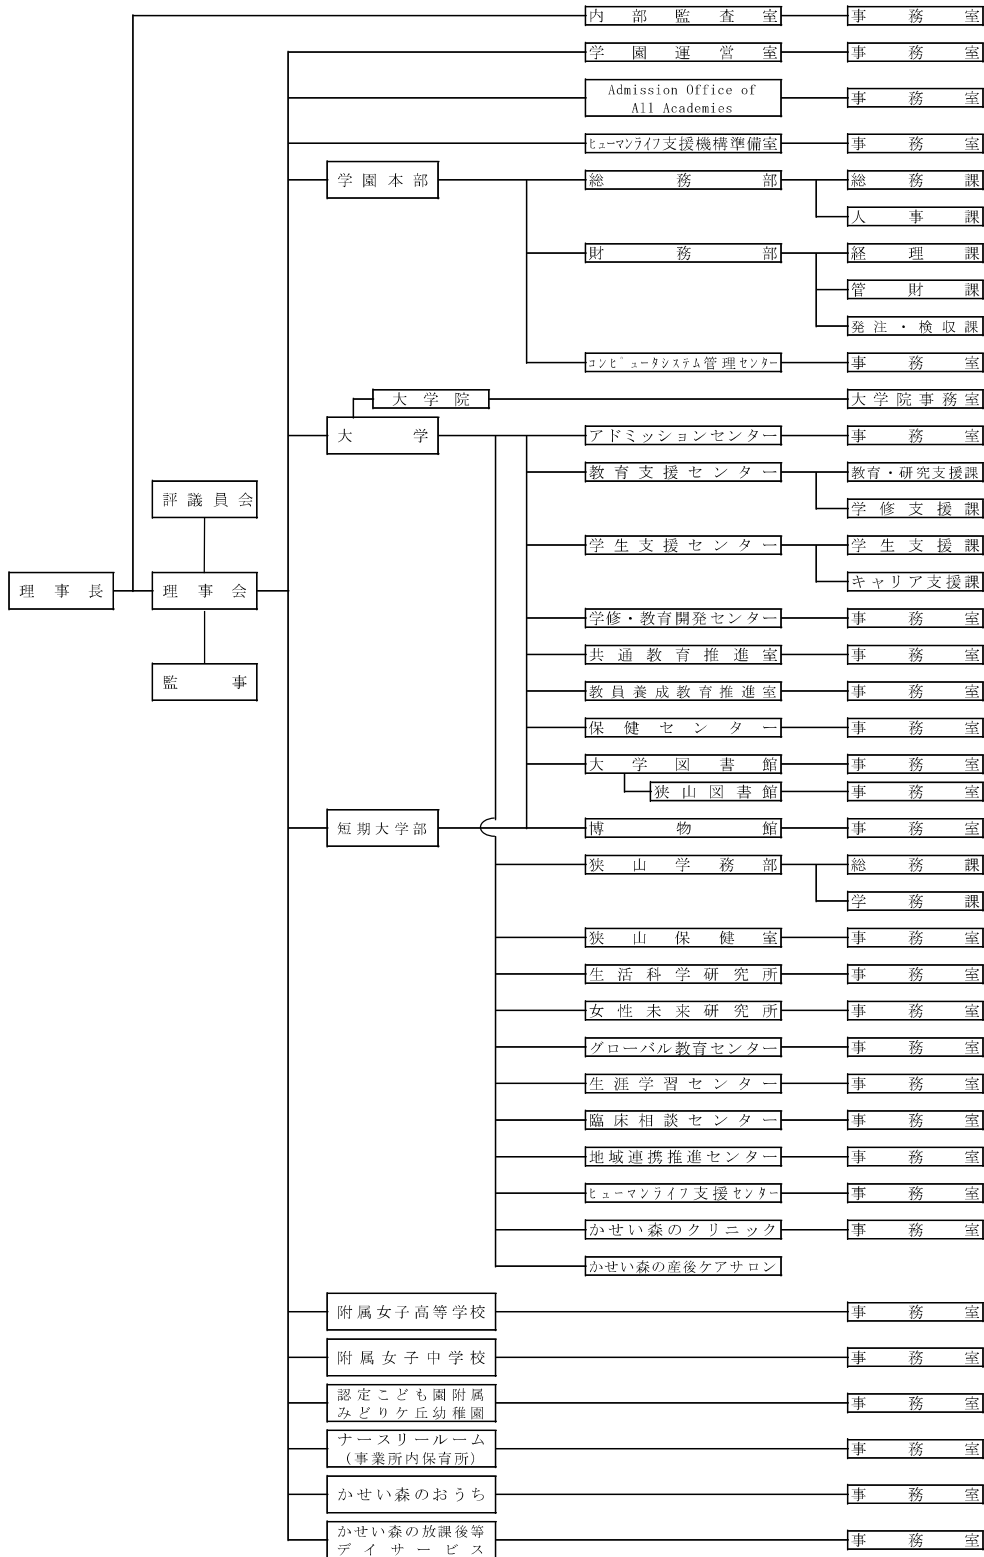 内部監査室 事務室
学園運営室 事務室
Admission Office of
All Academies 事務室
ヒューマンライフ支援機構準備室 事務室
学園本部 総務部 総務課
人事課
財務部 経理課
管財課
発注・検収課
コンピュータシステム管理センター 事務室
大学院 大学院事務室
大学 アドミッションセンター 事務室
教育支援センター 教育・研究支援課
評議員会
学修支援課
学生支援センター 学生支援課
理事長 理事会 キャリア支援課
学修・教育開発センター 事務室
共通教育推進室 事務室
監事
教員養成教育推進室 事務室
保健センター 事務室
大学図書館 事務室
狭山図書館 事務室
短期大学部 博物館 事務室
狭山学務部 総務課
学務課
狭山保健室 事務室
生活科学研究所 事務室
女性未来研究所 事務室
グローバル教育センター 事務室
生涯学習センター 事務室
臨床相談センター 事務室
地域連携推進センター 事務室
ヒューマンライフ支援センター 事務室
かせい森のクリニック 事務室
かせい森の産後ケアサロン
附属女子高等学校 事務室
附属女子中学校 事務室
認定こども園附属
みどりケ丘幼稚園 事務室
ナースリールーム
（事業所内保育所） 事務室
かせい森のおうち 事務室
かせい森の放課後等
デイサービス 事務室